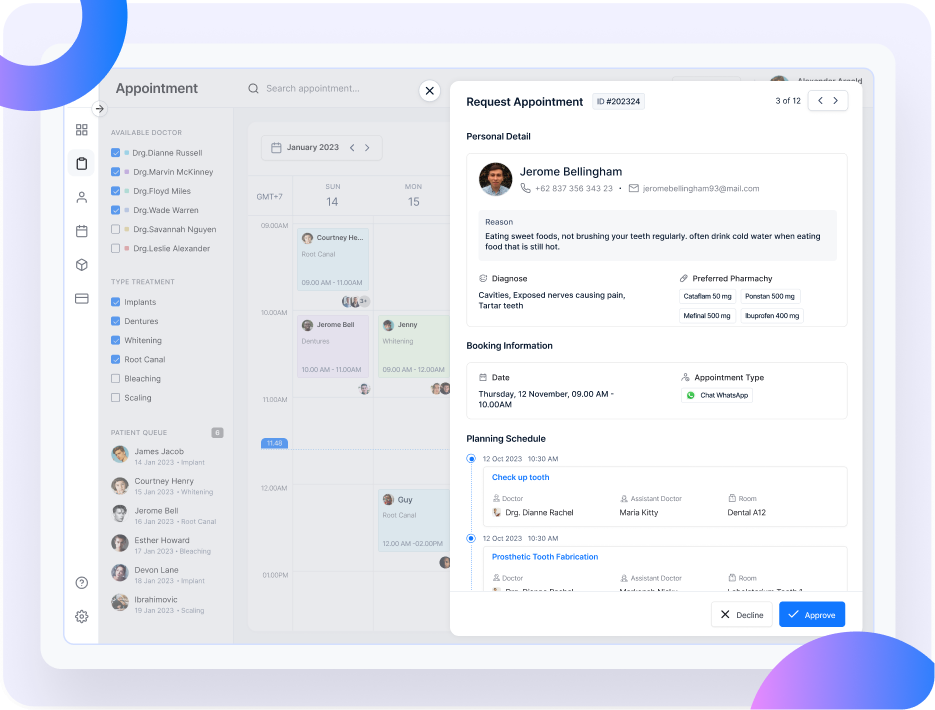 Appointment
Search appointment...
AVAILABLE DOCTOR
Drg.Dianne Russell
Drg.Marvin McKinney
Drg.Floyd Miles
Drg.Wade Warren
Drg.Savannah Nguyen
Drg.Leslie Alexander
TYPE TREATMENT
Implants
Dentures
Whitening
Root Canal
Bleaching
Scaling
PATIENT QUEUE 6
James Jacob
14 Jan 2023 • Implant
Courtney Henry
15 Jan 2023 • Whritening
Jerome Bell
16 Jan 2023 • Root Canal
Esther Howard
17 Jan 2023 • Bleaching
Devon Lane
18 Jan 2023 • Implant
Ibrahimovic
19 Jan 2023 • Scaling
January 2023
GMT+7
SUN
14
MON
15
09.00AM
Courtney He...
Root Canal
09.00 AM - 11.00AM
3+
10.00AM
Jerome Bell
Dentures
10.00 AM - 11.00AM
Jenny
Whitening
09.00 AM - 12.00AM
11.00AM
11.48
12.00AM
Guy
Root Canal
12.00 AM -02.00PM
01.00PM
Alexander Arnold
Request Appointment
ID #202324
3 of 12
Personal Detail
Jerome Bellingham
+62 837 356 343 23 • jeromebellingham93@mail.com
Reason
Eating sweet foods, not brushing your teeth regularly. often drink cold water when eating
food that is still hot.
Diagnose
Cavities, Exposed nerves causing pain,
Tartar teeth
Preferred Pharmachy
Cataflam 50 mg
Ponstan 500 mg
Mefinal 500 mg
Ibuprofen 400 mg
Booking Information
Date
Thursday, 12 November, 09.00 AM -
10.00AM
Appointment Type
Chat WhatsApp
Planning Schedule
12 Oct 2023 10:30 AM
Check up tooth
Doctor
Drg. Dianne Rachel
Assistant Doctor
Maria Kitty
Room
Dental A12
12 Oct 2023 10:30 AM
Prosthetic Tooth Fabrication
Doctor
Drg. Dianne Rachel
Assistant Doctor
Room
Decline
Approve